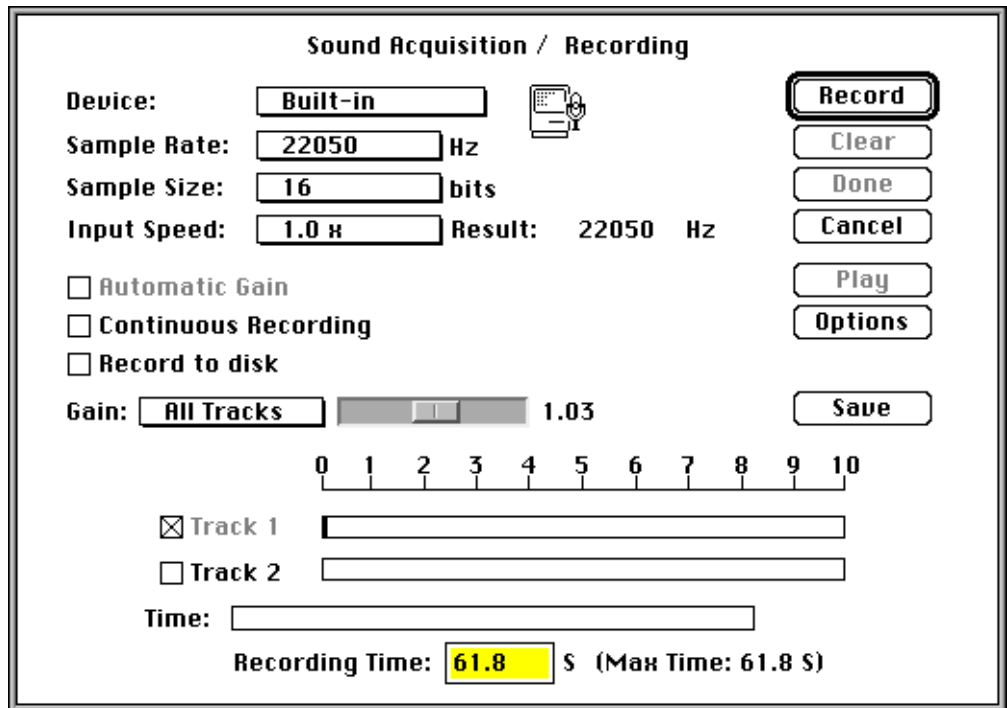 Sound Acquisition / Recording
Device: Built-in
Record
Sample Rate: 22050 Hz
Clear
Sample Size: 16 bits
Done
Input Speed: 1.0 x Result: 22050 Hz
Cancel
Automatic Gain
Play
Continuous Recording
Options
Record to disk
Gain: All Tracks 1.03
Save
0 1 2 3 4 5 6 7 8 9 10
Track 1
Track 2
Time:
Recording Time: 61.8 S (Max Time: 61.8 S)